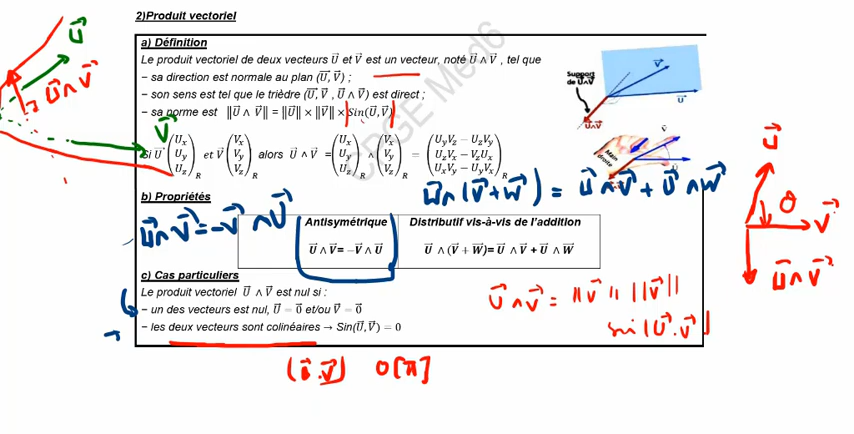 2)Produit vectoriel
a) Définition
Le produit vectoriel de deux vecteurs U⃗ et V⃗ est un vecteur, noté U⃗ ∧ V⃗ , tel que
– sa direction est normale au plan (U⃗, V⃗) ;
– son sens est tel que le trièdre (U⃗, V⃗ , U⃗ ∧ V⃗) est direct ;
– sa norme est ‖U⃗ ∧ V⃗‖ = ‖U⃗‖ × ‖V⃗‖ × Sin(U⃗, V⃗)
Si U⃗ (Ux Uy Uz)R et V⃗ (Vx Vy Vz)R alors U⃗ ∧ V⃗ = (Ux Uy Uz)R ∧ (Vx Vy Vz)R = (UyVz − UzVy UzVx − VzUx UxVy − UyVx)R
Support de U∧V
V⃗
U⃗
U∧V
Main droite
V⃗
U⃗
CPGE Med6
U⃗
U⃗∧V⃗
V⃗
U⃗∧(V⃗+W⃗) = U⃗∧V⃗ + U⃗∧W⃗
b) Propriétés
U⃗∧V⃗ = −V⃗∧U⃗
Antisymétrique
Distributif vis-à-vis de l'addition
U⃗ ∧ V⃗= −V⃗ ∧ U⃗
U⃗ ∧ (V⃗ + W⃗)= U⃗ ∧ V⃗ + U⃗ ∧ W⃗
U⃗
θ
V⃗
U⃗∧V⃗
c) Cas particuliers
Le produit vectoriel U⃗ ∧ V⃗ est nul si :
– un des vecteurs est nul, U⃗ = 0⃗ et/ou V⃗ = 0⃗
– les deux vecteurs sont colinéaires → Sin(U⃗, V⃗) = 0
U⃗∧V⃗ = ||V⃗|| ||V⃗||
sin(U⃗.V⃗)
(U⃗.V⃗) 0[π]